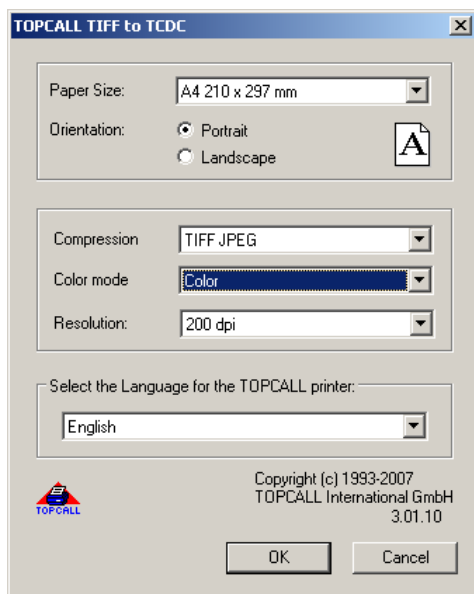 TOPCALL TIFF to TCDC
Paper Size: A4 210 x 297 mm
Orientation: Portrait
Landscape
A
Compression TIFF JPEG
Color mode Color
Resolution: 200 dpi
Select the Language for the TOPCALL printer:
English
Copyright (c) 1993-2007
TOPCALL International GmbH
3.01.10
TOPCALL
OK Cancel